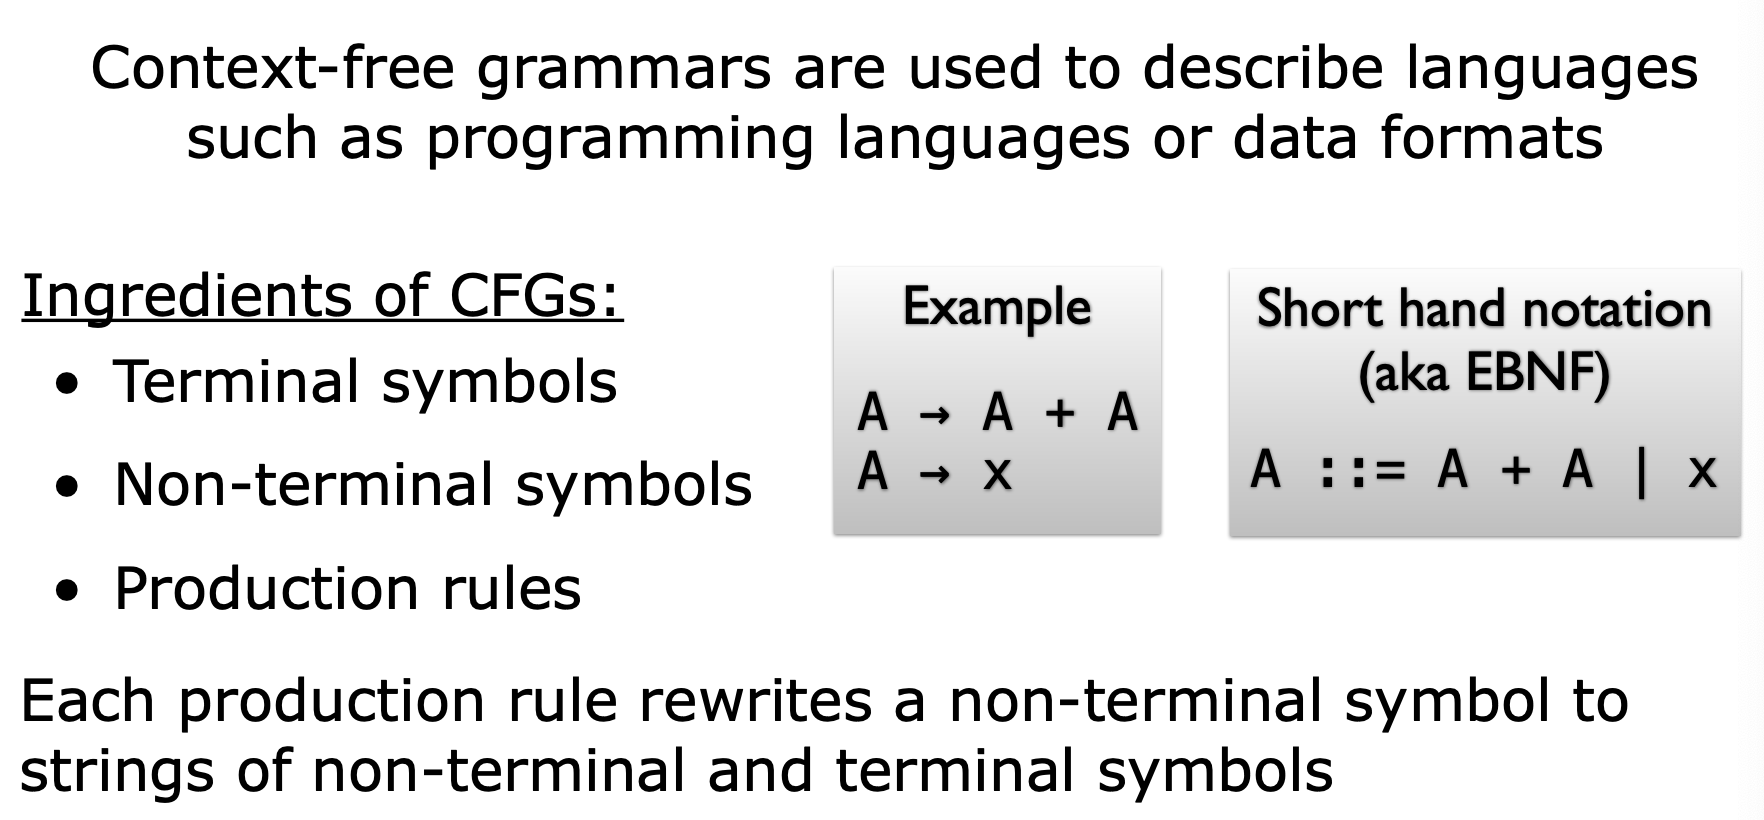 Context-free grammars are used to describe languages
such as programming languages or data formats
Ingredients of CFGs:
• Terminal symbols
• Non-terminal symbols
• Production rules
Example
A → A + A
A → x
Short hand notation
(aka EBNF)
A ::= A + A | x
Each production rule rewrites a non-terminal symbol to
strings of non-terminal and terminal symbols